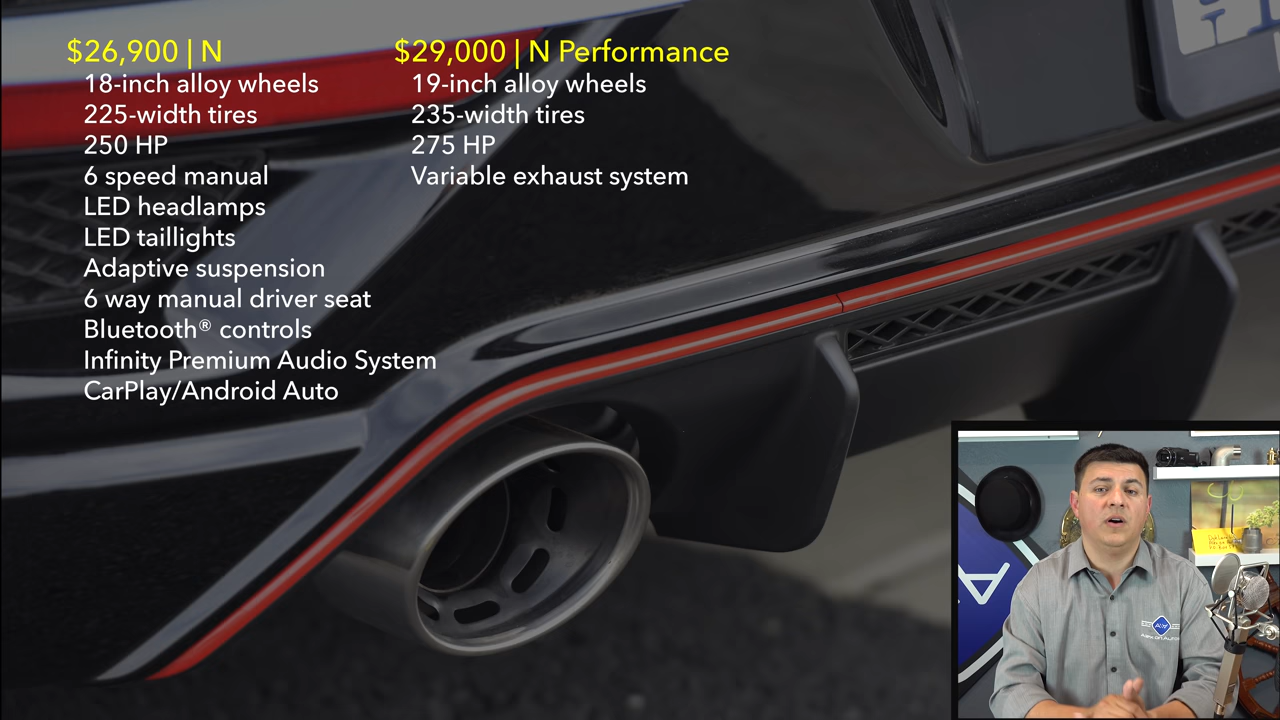 $26,900 | N
18-inch alloy wheels
225-width tires
250 HP
6 speed manual
LED headlamps
LED taillights
Adaptive suspension
6 way manual driver seat
Bluetooth® controls
Infinity Premium Audio System
CarPlay/Android Auto
$29,000 | N Performance
19-inch alloy wheels
235-width tires
275 HP
Variable exhaust system